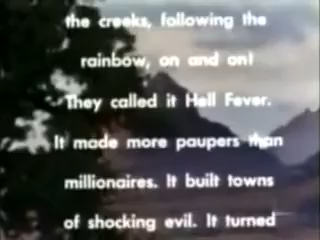 the creeks, following the
rainbow, on and on!
They called it Hell Fever.
It made more paupers than
millionaires. It built towns
of shocking evil. It turned